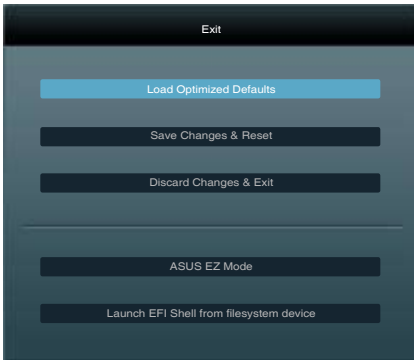 Exit
Load Optimized Defaults
Save Changes & Reset
Discard Changes & Exit
ASUS EZ Mode
Launch EFI Shell from filesystem device